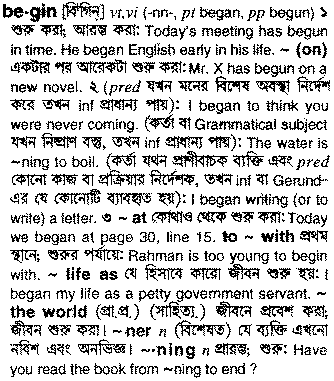 be-gin [বিগিন্] vt,vi (-nn-, pt began, pp begun) ১
শুরু করা; আরম্ভ করা: Today's meeting has begun
in time. He began English early in his life. ~ (on)
একটার পর আরেকটা শুরু করা: Mr. X has begun on a
new novel. ২ (pred যখন মনের বিশেষ অবস্থা নির্দেশ
করে তখন inf প্রাধান্য পায়): I began to think you
were never coming. (কর্তা বা Grammatical subject
যখন নিষ্প্রাণ বস্তু, তখন inf প্রাধান্য পায়): The water is
~ning to boil. (কর্তা যখন প্রাণীবাচক ব্যক্তি এবং pred
কোনো কাজ বা প্রক্রিয়ার নির্দেশক, তখন inf বা Gerund-
এর যে কোনোটি ব্যবহৃত হয়): I began writing (or to
write) a letter. ৩ ~ at কোথাও থেকে শুরু করা: Today
we began at page 30, line 15. to ~ with প্রথম
স্থানে; শুরুর পর্যায়ে: Rahman is too young to begin
with. ~ life as যে হিসাবে কারো জীবন শুরু হয়: I
began my life as a petty government servant. ~
the world (প্রা.প্র.) (সাহিত্য.) জীবনে প্রবেশ করা;
জীবন শুরু করা। ~ner n (বিশেষত) যে ব্যক্তি এখনো
নবিশ এবং অনভিজ্ঞ। ~ning n প্রারম্ভ; শুরু: Have
you read the book from ~ning to end ?